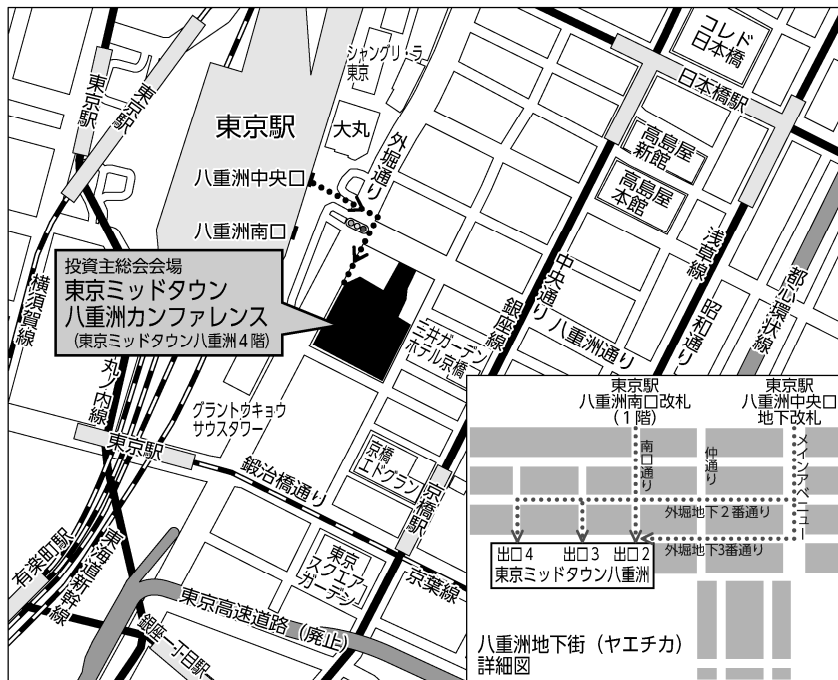 コレド
日本橋
シャングリ・ラ
東京
東京駅
東京駅
日本橋駅
東京駅
大丸
外堀通り
高島屋
新館
高島屋
本館
八重洲中央口
八重洲南口
浅草線
投資主総会会場
東京ミッドタウン
八重洲カンファレンス
(東京ミッドタウン八重洲4階)
横須賀線
中央通り
銀座線
八重洲通り
昭和通り
都心環状線
三井ガーデン
ホテル京橋
丸ノ内線
グラントウキョウ
サウスタワー
東京駅
京橋
エドグラン
鍛治橋通り
京橋駅
東京
スクエア
ガーデン
京葉線
有楽町駅
東海道新幹線
東京高速道路(廃止)
銀座一丁目駅
東京駅
八重洲南口改札
(1階)
東京駅
八重洲中央口
地下改札
南口通り
仲通り
メインアベニュー
外堀地下2番通り
出口4
出口3
出口2
外堀地下3番通り
東京ミッドタウン八重洲
八重洲地下街(ヤエチカ)
詳細図